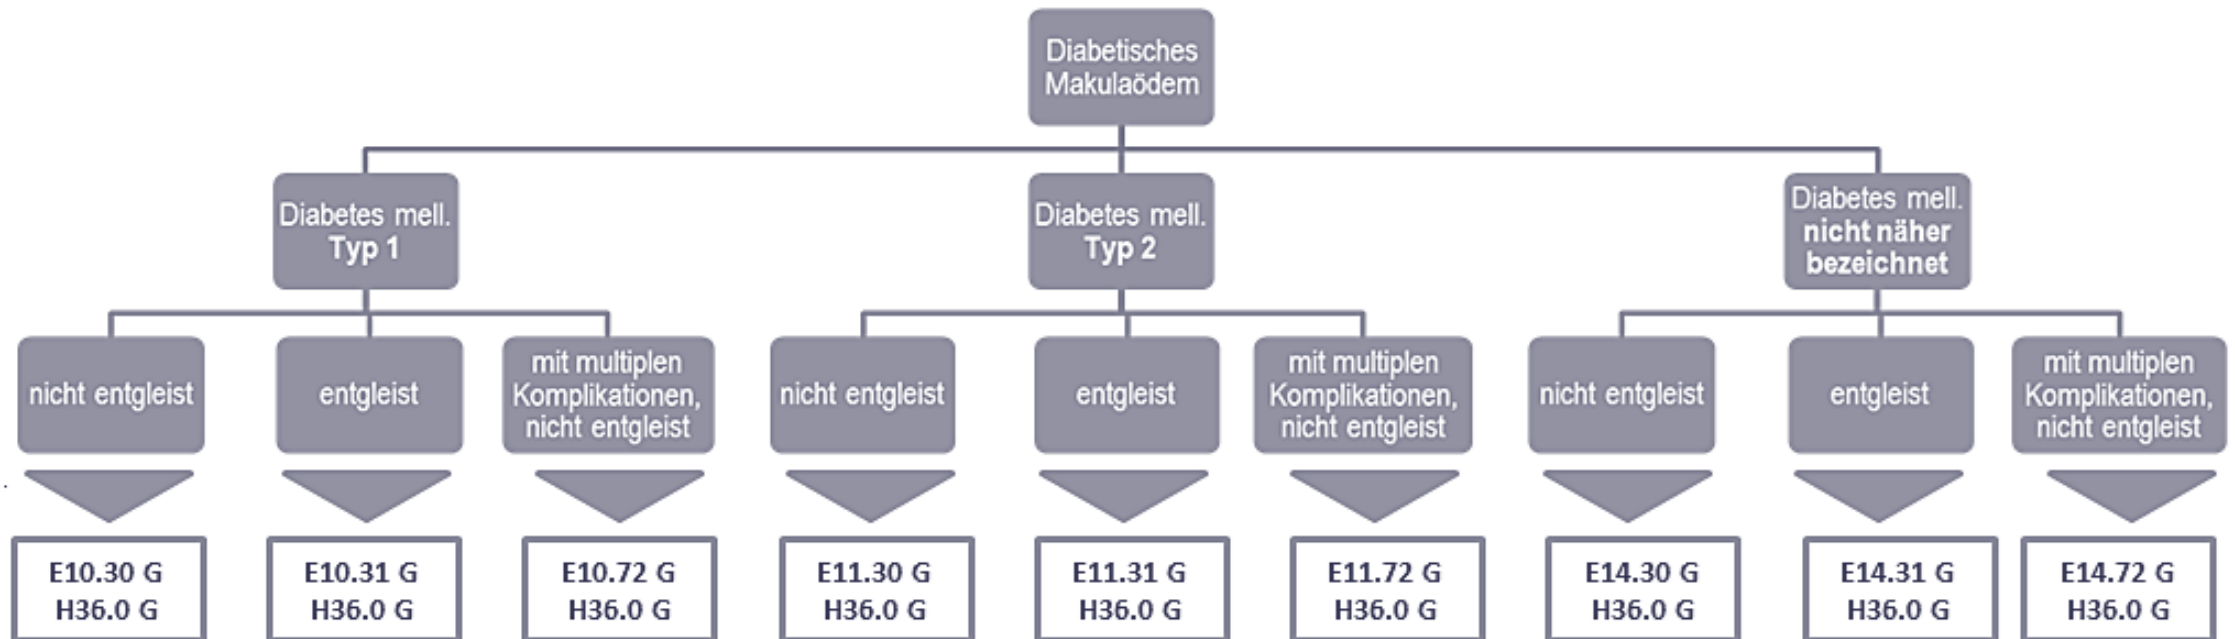 Diabetisches
Makulaödem
Diabetes mell.
Typ 1
Diabetes mell.
Typ 2
Diabetes mell.
nicht näher
bezeichnet
nicht entgleist
entgleist
mit multiplen
Komplikationen,
nicht entgleist
nicht entgleist
entgleist
mit multiplen
Komplikationen,
nicht entgleist
nicht entgleist
entgleist
mit multiplen
Komplikationen,
nicht entgleist
E10.30 G
H36.0 G
E10.31 G
H36.0 G
E10.72 G
H36.0 G
E11.30 G
H36.0 G
E11.31 G
H36.0 G
E11.72 G
H36.0 G
E14.30 G
H36.0 G
E14.31 G
H36.0 G
E14.72 G
H36.0 G